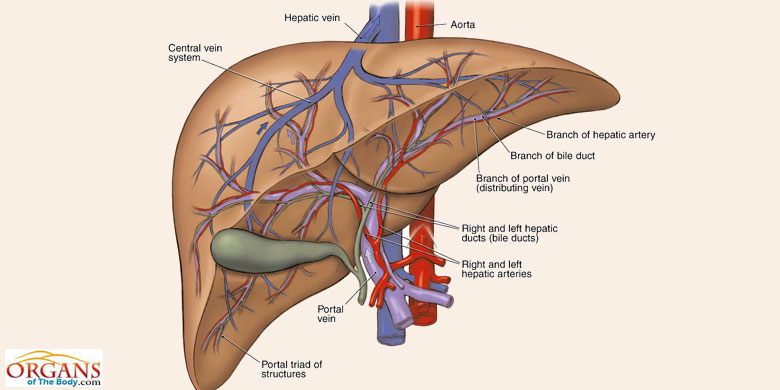 Hepatic vein
Aorta
Central vein
system
Branch of hepatic artery
Branch of bile duct
Branch of portal vein
(distributing vein)
Right and left hepatic
ducts (bile ducts)
Right and left
hepatic arteries
Portal
vein
Portal triad of
structures
ORGANS
of The Body.com